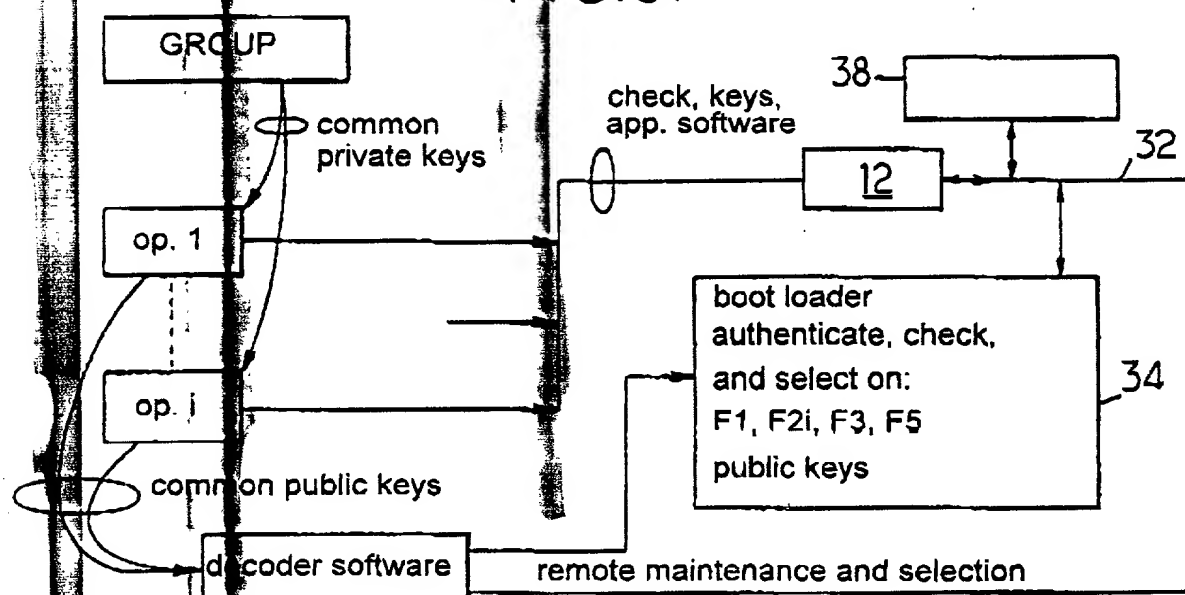 GROUP
common
private keys
check, keys,
app. software
38
12
32
op. 1
boot loader
authenticate, check,
and select on:
F1, F2i, F3, F5
public keys
34
op. i
common public keys
decoder software
remote maintenance and selection